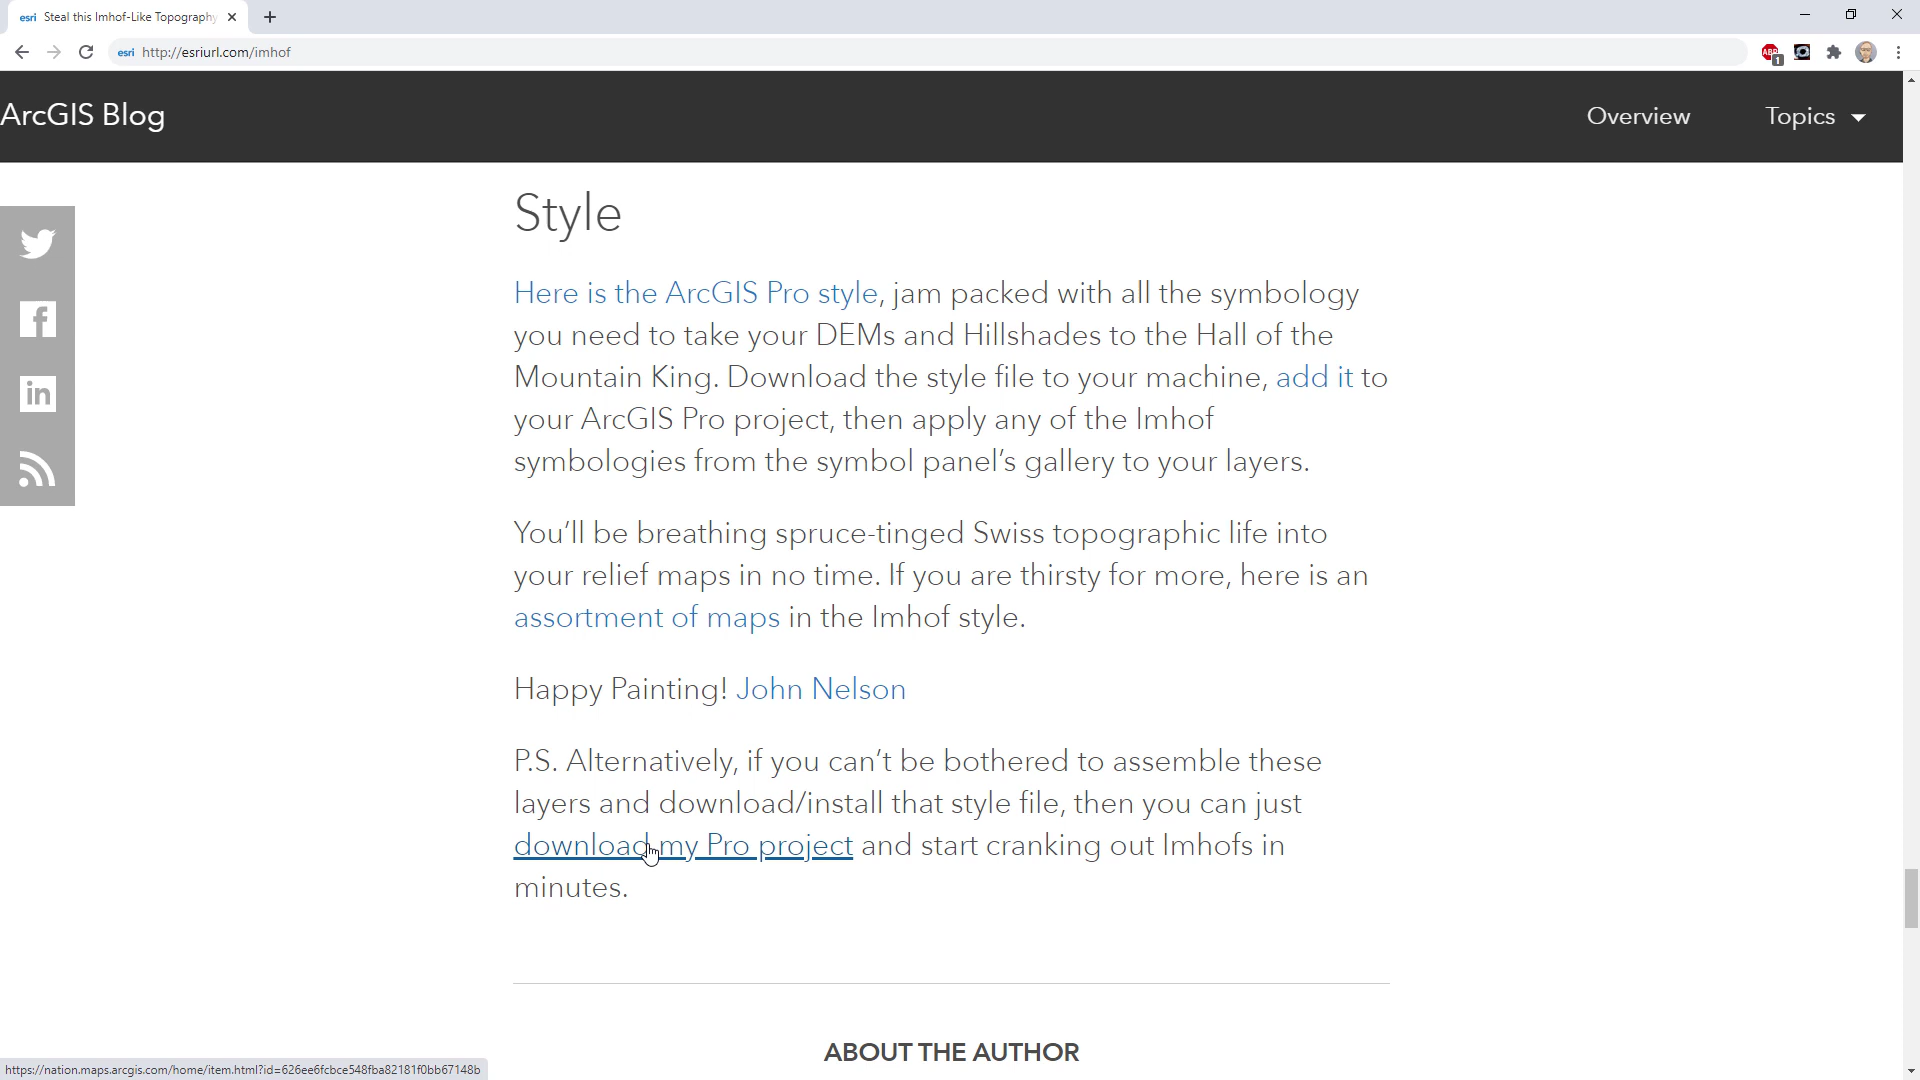 esri Steal this Imhof-Like Topography
esri http://esriurl.com/imhof
ABP
1
ArcGIS Blog
Overview
Topics
Style
Here is the ArcGIS Pro style, jam packed with all the symbology
you need to take your DEMs and Hillshades to the Hall of the
Mountain King. Download the style file to your machine, add it to
your ArcGIS Pro project, then apply any of the Imhof
symbologies from the symbol panel’s gallery to your layers.
You’ll be breathing spruce-tinged Swiss topographic life into
your relief maps in no time. If you are thirsty for more, here is an
assortment of maps in the Imhof style.
Happy Painting! John Nelson
P.S. Alternatively, if you can’t be bothered to assemble these
layers and download/install that style file, then you can just
download my Pro project and start cranking out Imhofs in
minutes.
ABOUT THE AUTHOR
https://nation.maps.arcgis.com/home/item.html?id=626ee6fcbce548fba82181f0bb67148b